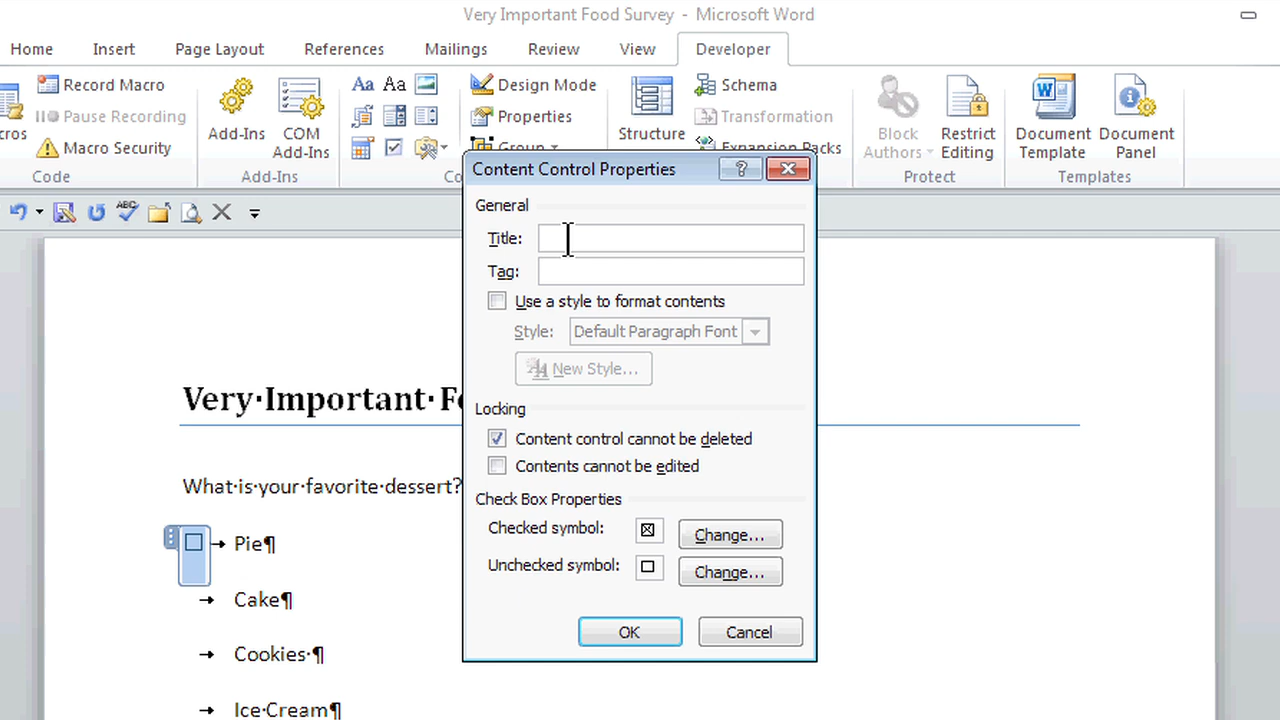 Very Important Food Survey - Microsoft Word
Home Insert Page Layout References Mailings Review View Developer
Record Macro
Pause Recording
Macro Security
Code
Add-Ins
COM
Add-Ins
Add-Ins
Aa Aa
Design Mode
Properties
Group
Structure
Schema
Transformation
Expansion Packs
Block
Authors
Restrict
Editing
Protect
Document
Template
Document
Panel
Templates
ABC
Content Control Properties
General
Title:
Tag:
Use a style to format contents
Style: Default Paragraph Font
New Style...
Locking
Content control cannot be deleted
Contents cannot be edited
Check Box Properties
Checked symbol: Change...
Unchecked symbol: Change...
OK Cancel
Very·Important·
What·is·your·favorite·dessert?
→ Pie¶
→ Cake¶
→ Cookies·¶
→ Ice·Cream¶